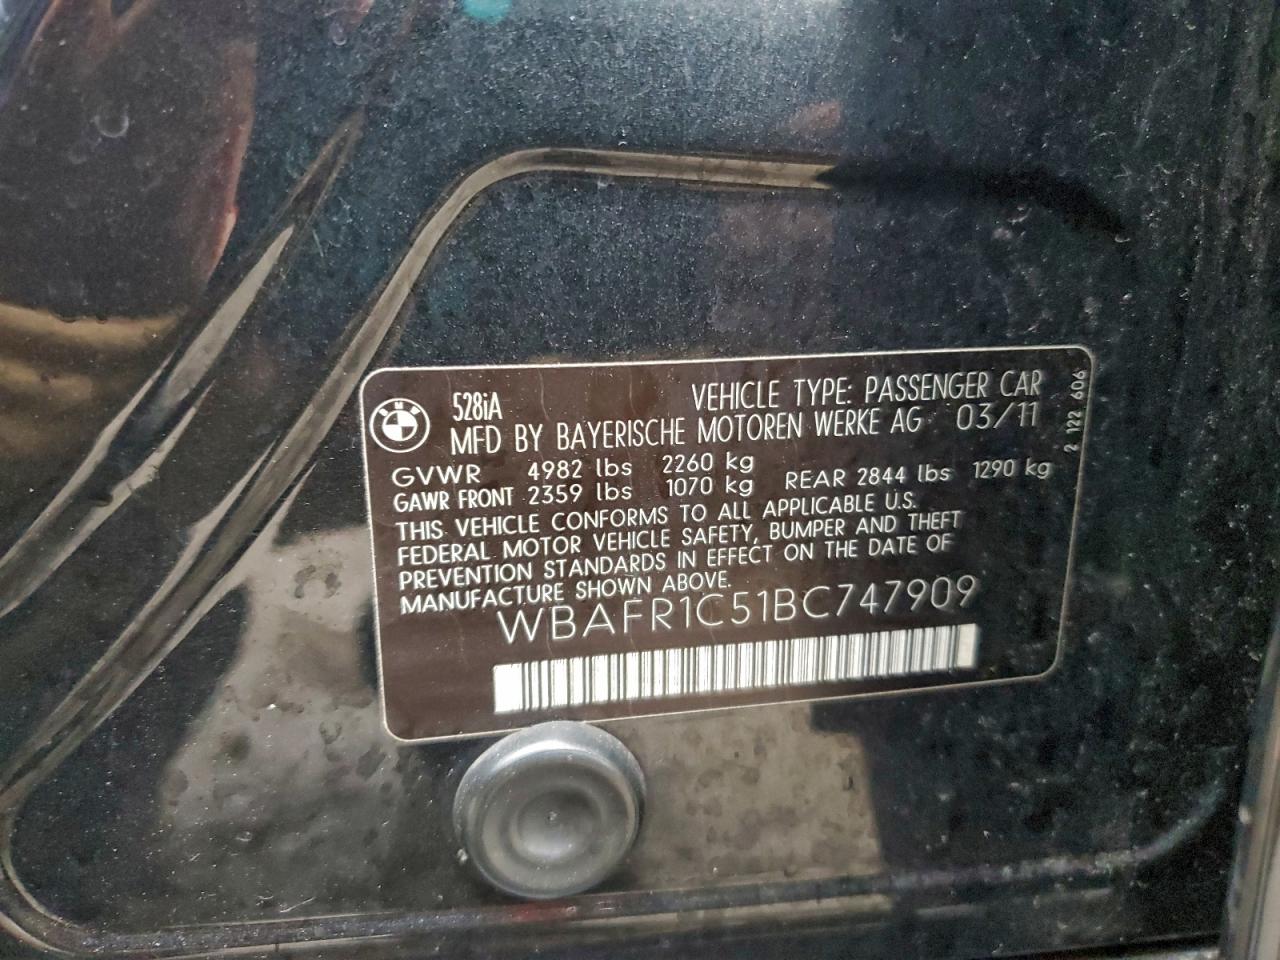 BMW
528iA VEHICLE TYPE: PASSENGER CAR
MFD BY BAYERISCHE MOTOREN WERKE AG 03/11
GVWR 4982 lbs 2260 kg
GAWR FRONT 2359 lbs 1070 kg REAR 2844 lbs 1290 kg
THIS VEHICLE CONFORMS TO ALL APPLICABLE U.S.
FEDERAL MOTOR VEHICLE SAFETY, BUMPER AND THEFT
PREVENTION STANDARDS IN EFFECT ON THE DATE OF
MANUFACTURE SHOWN ABOVE.
WBAFR1C51BC747909
2 122 606